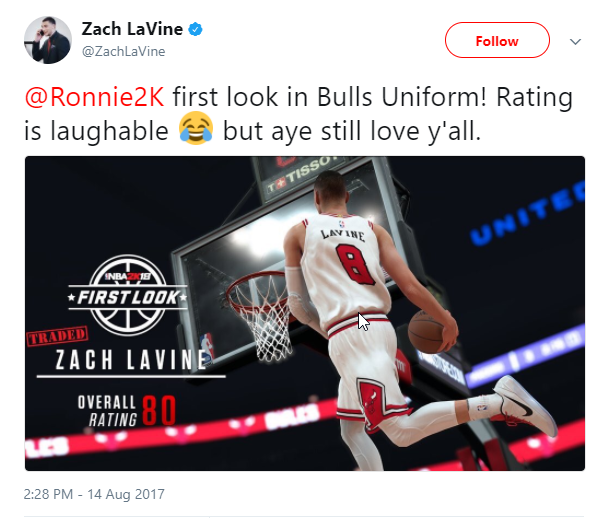 Zach LaVine
@ZachLaVine
Follow
@Ronnie2K first look in Bulls Uniform! Rating
is laughable 😂 but aye still love y'all.
TISSOT
UNITED
LAVINE
8
NBA 2K18
FIRST LOOK
TRADED
ZACH LAVINE
OVERALL
RATING 80
BULLS
2:28 PM - 14 Aug 2017